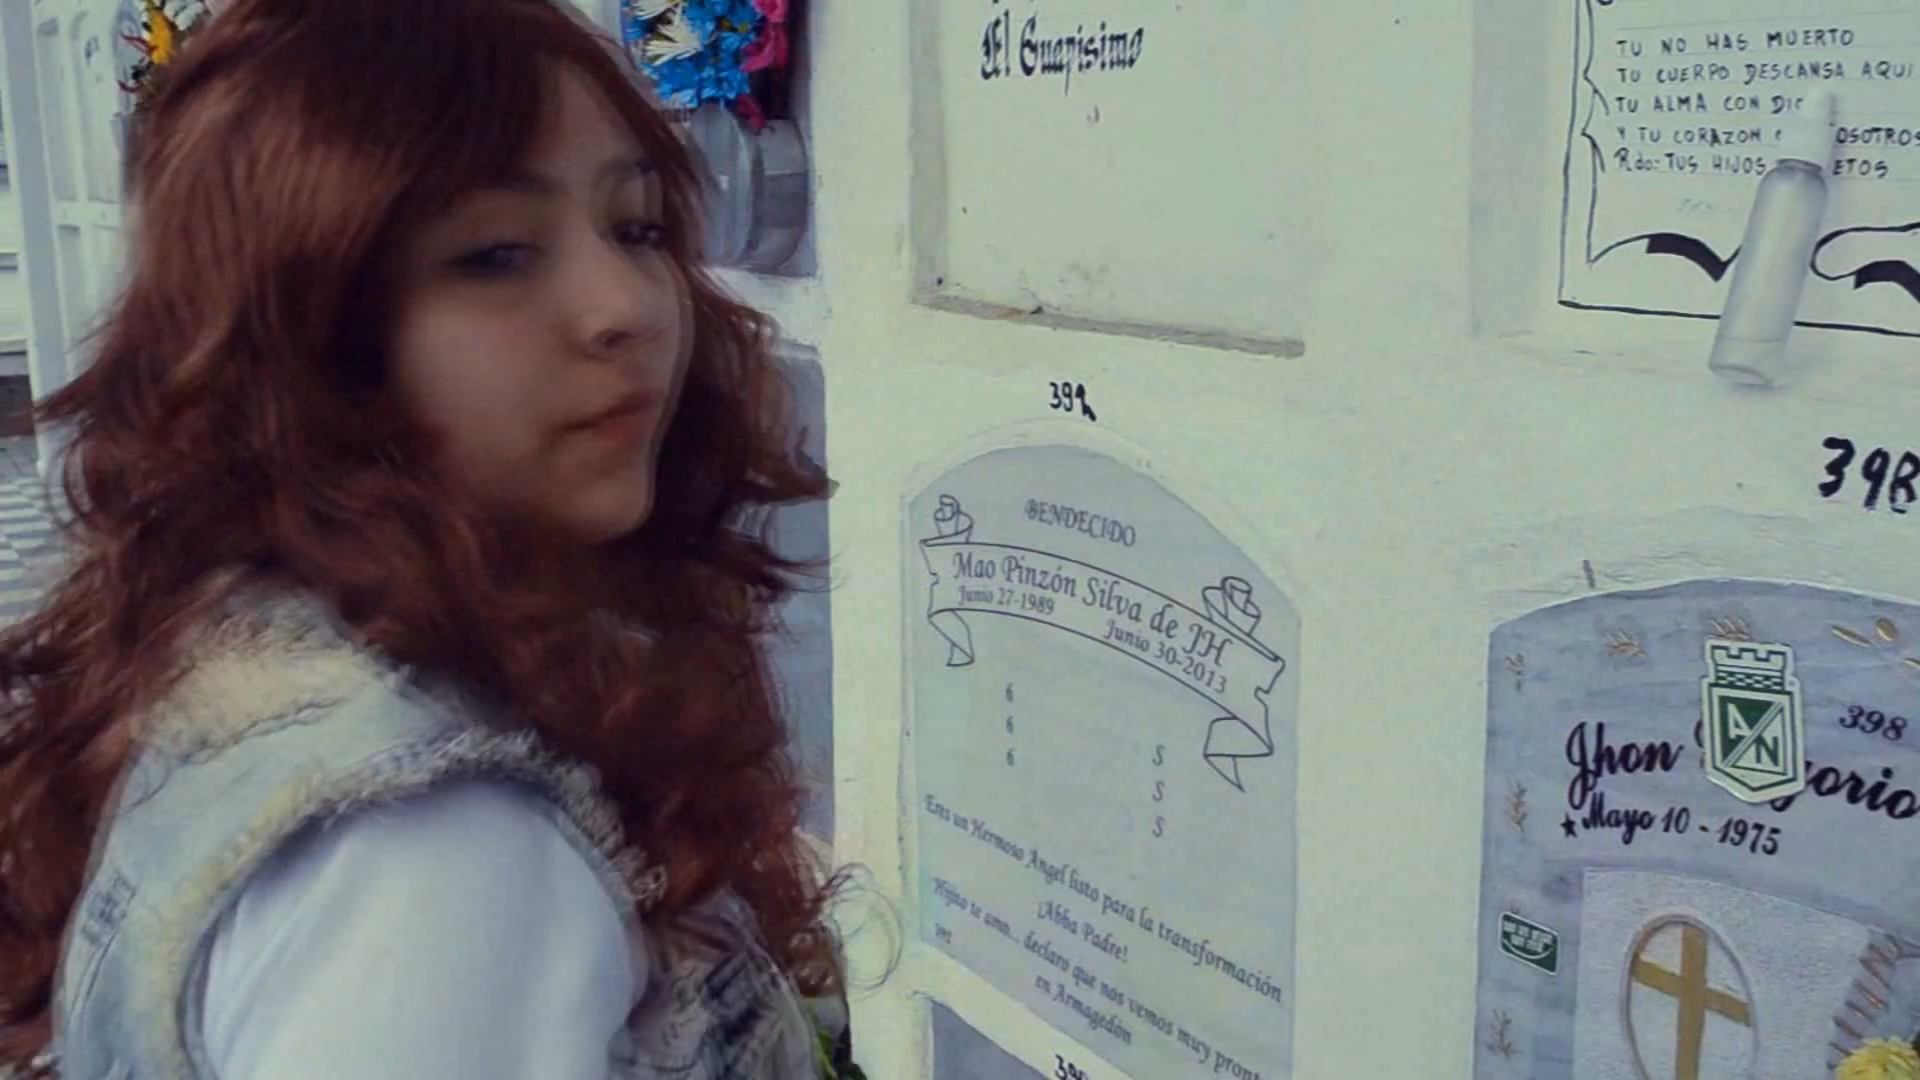 El Guapisimo
TU NO HAS MUERTO
TU CUERPO DESCANSA AQUI
TU ALMA CON
Y TU CORAZON
Rdo: TUS HIJOS
39B
BENDECIDO
Mao Pinzón Silva de JH
Junio 27-1989
Junio 30-2013
6
6
6
S
S
S
Eres un Hermoso Angel listo para la transformación
¡Abba Padre!
Hijito te amo... declaro que nos vemos muy pront
en Armagedón
392
398
Jhon
Mayo 10 - 1975
AN